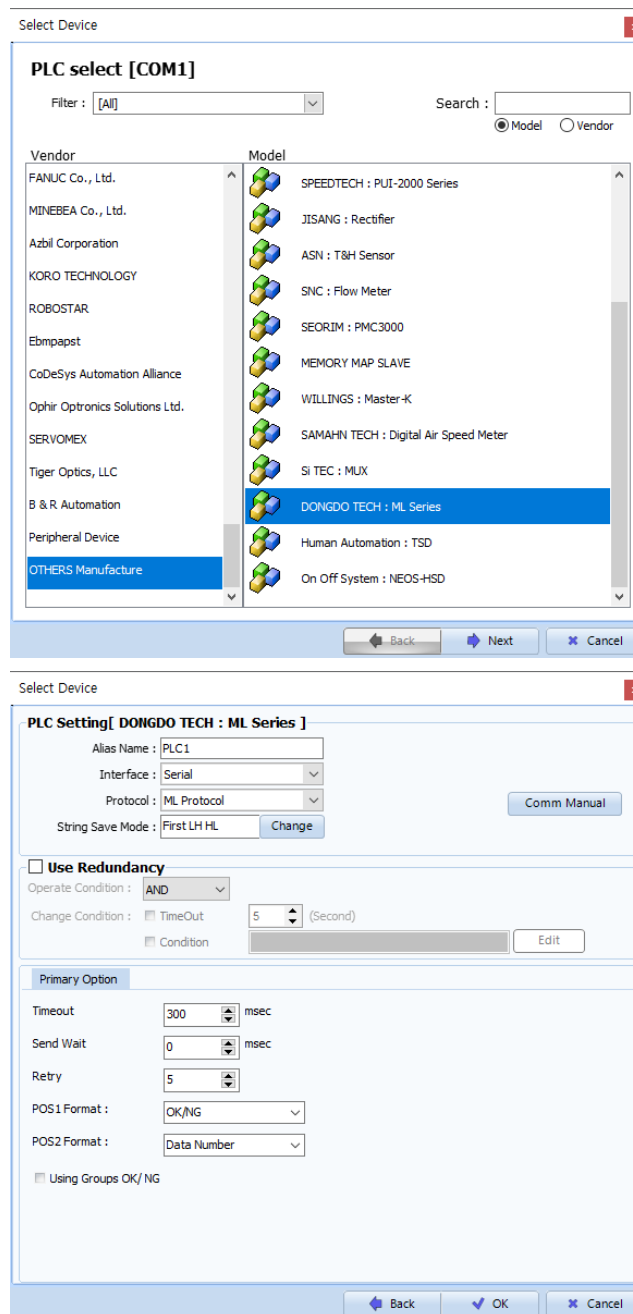 Select Device
PLC select [COM1]
Filter : [All] Search :
Model Vendor
Vendor Model
FANUC Co., Ltd.
MINEBEA Co., Ltd.
Azbil Corporation
KORO TECHNOLOGY
ROBOSTAR
Ebmpapst
CoDeSys Automation Alliance
Ophir Optronics Solutions Ltd.
SERVOMEX
Tiger Optics, LLC
B & R Automation
Peripheral Device
OTHERS Manufacture
SPEEDTECH : PUI-2000 Series
JISANG : Rectifier
ASN : T&H Sensor
SNC : Flow Meter
SEORIM : PMC3000
MEMORY MAP SLAVE
WILLINGS : Master-K
SAMAHN TECH : Digital Air Speed Meter
Si TEC : MUX
DONGDO TECH : ML Series
Human Automation : TSD
On Off System : NEOS-HSD
Back Next Cancel
Select Device
PLC Setting[ DONGDO TECH : ML Series ]
Alias Name : PLC1
Interface : Serial
Protocol : ML Protocol Comm Manual
String Save Mode : First LH HL Change
Use Redundancy
Operate Condition : AND
Change Condition : TimeOut 5 (Second)
Condition Edit
Primary Option
Timeout 300 msec
Send Wait 0 msec
Retry 5
POS1 Format : OK/NG
POS2 Format : Data Number
Using Groups OK/ NG
Back OK Cancel